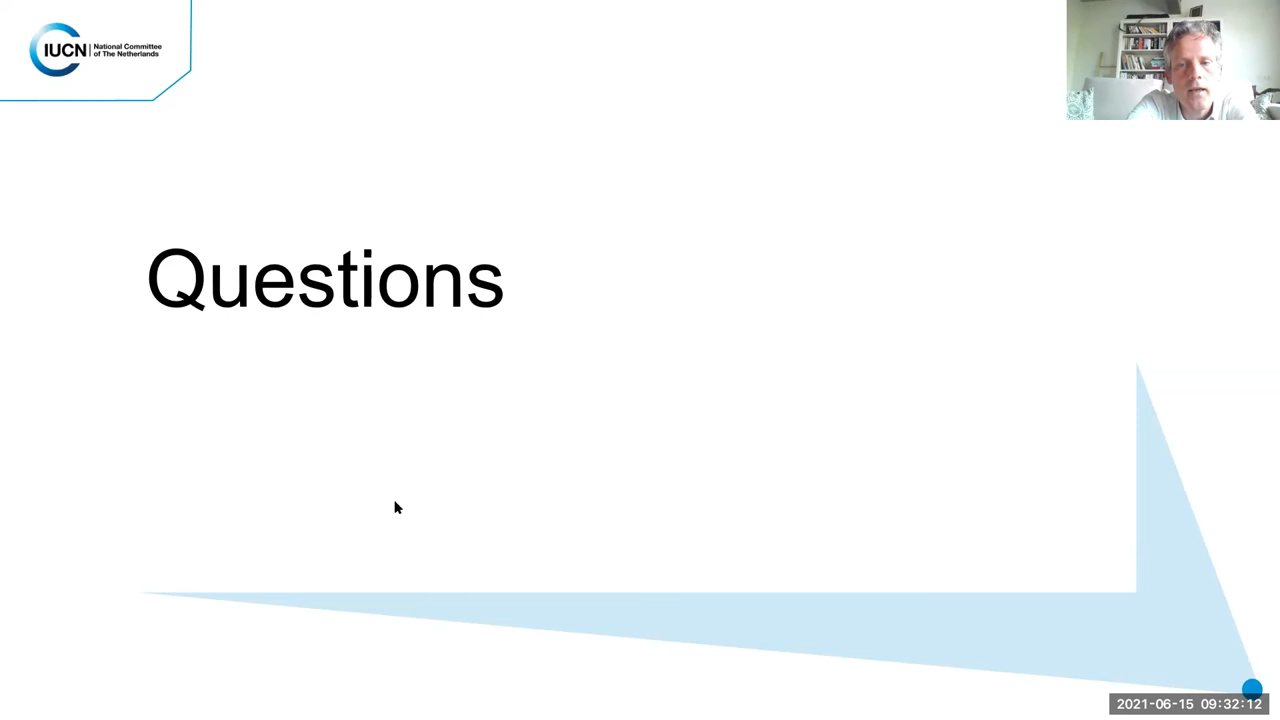 IUCN
National Committee
of The Netherlands
Questions
2021-06-15 09:32:12